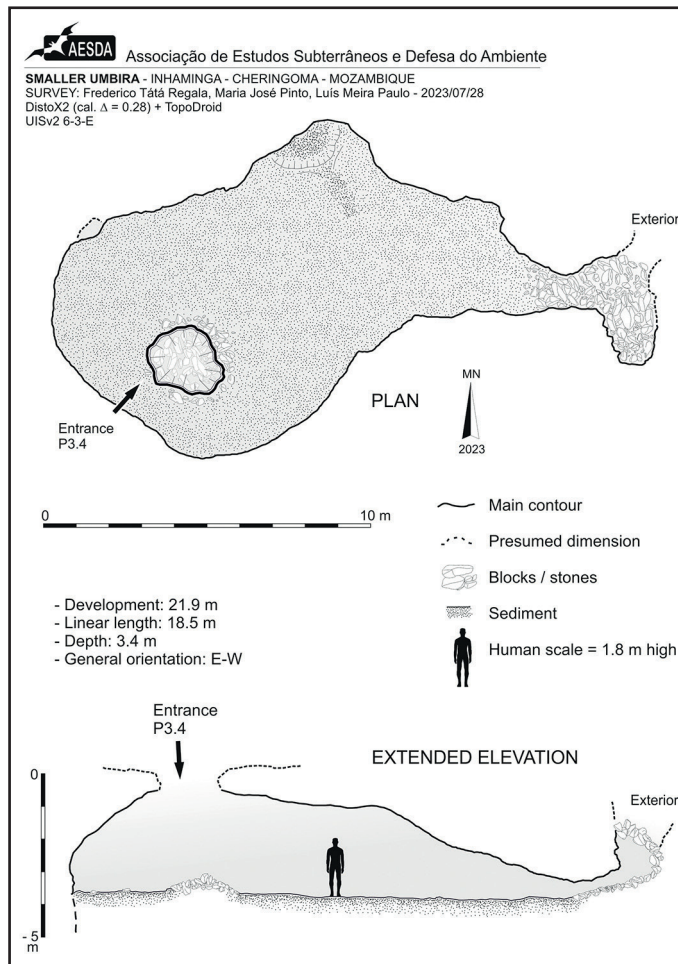 AESDA
Associação de Estudos Subterrâneos e Defesa do Ambiente
SMALLER UMBIRA - INHAMINGA - CHERINGOMA - MOZAMBIQUE
SURVEY: Frederico Tátá Regala, Maria José Pinto, Luís Meira Paulo - 2023/07/28
DistoX2 (cal. Δ = 0.28) + TopoDroid
UISv2 6-3-E
Exterior
Entrance
P3.4
PLAN
MN
2023
0
10 m
Main contour
Presumed dimension
Blocks / stones
Sediment
Human scale = 1.8 m high
- Development: 21.9 m
- Linear length: 18.5 m
- Depth: 3.4 m
- General orientation: E-W
Entrance
P3.4
EXTENDED ELEVATION
0
Exterior
- 5
m